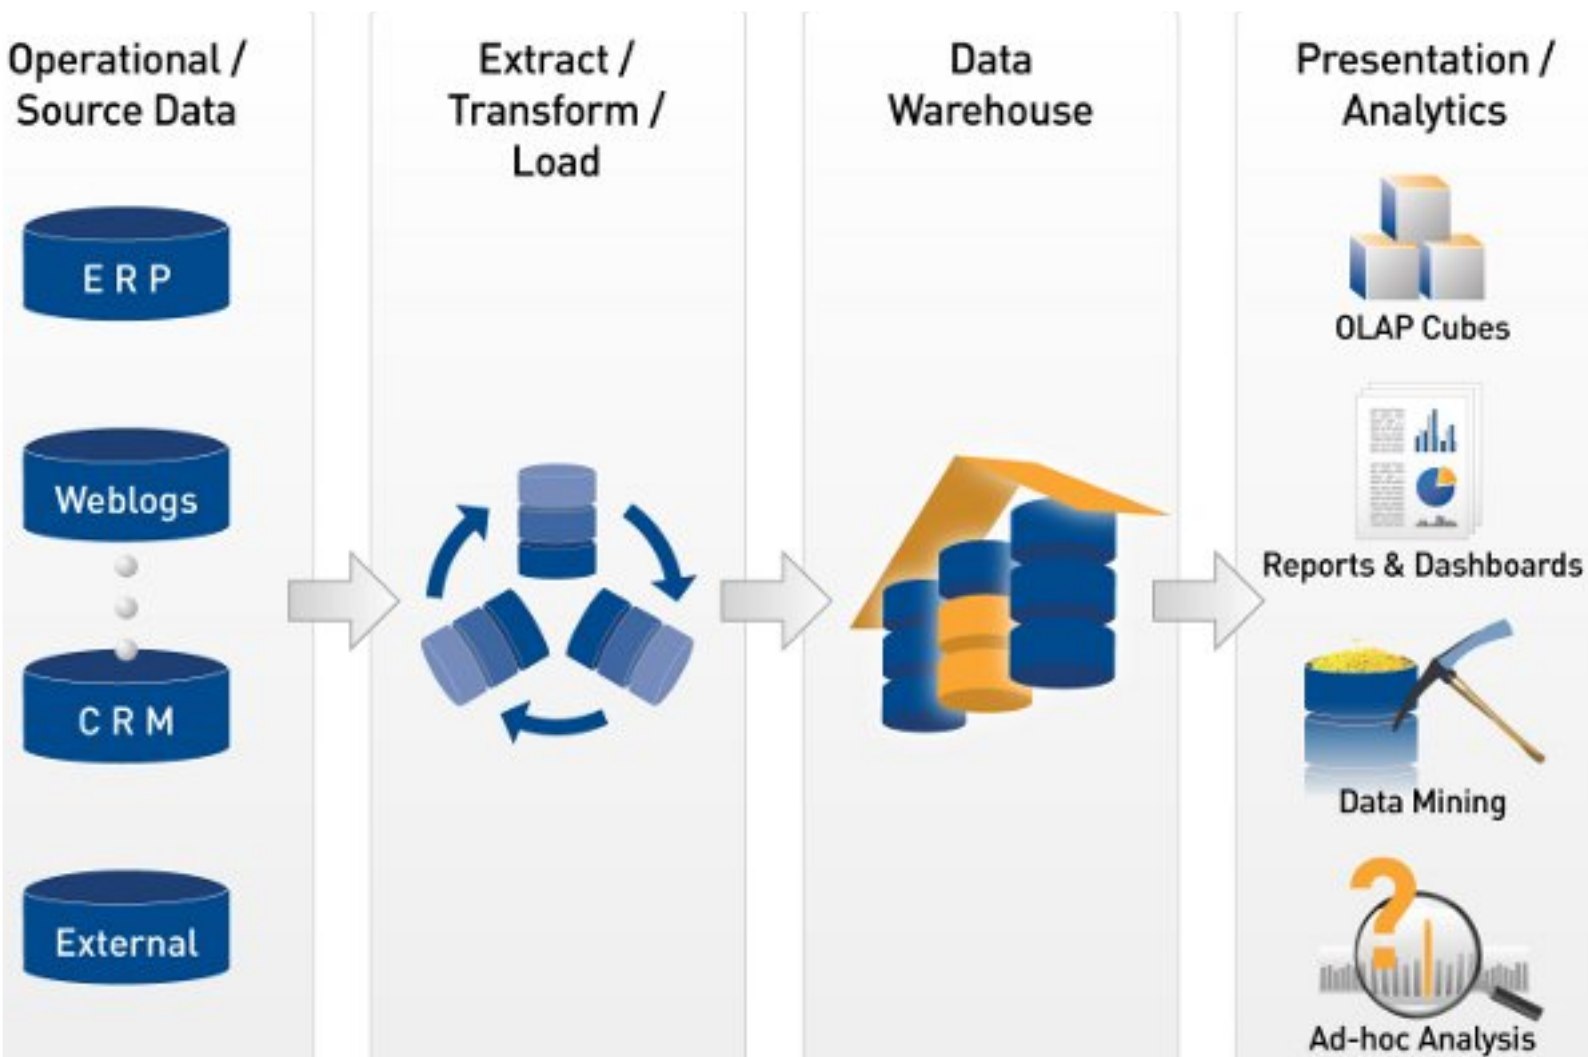 Operational /
Source Data
ERP
Weblogs
CRM
External
Extract /
Transform /
Load
Data
Warehouse
Presentation /
Analytics
OLAP Cubes
Reports & Dashboards
Data Mining
?
Ad-hoc Analysis